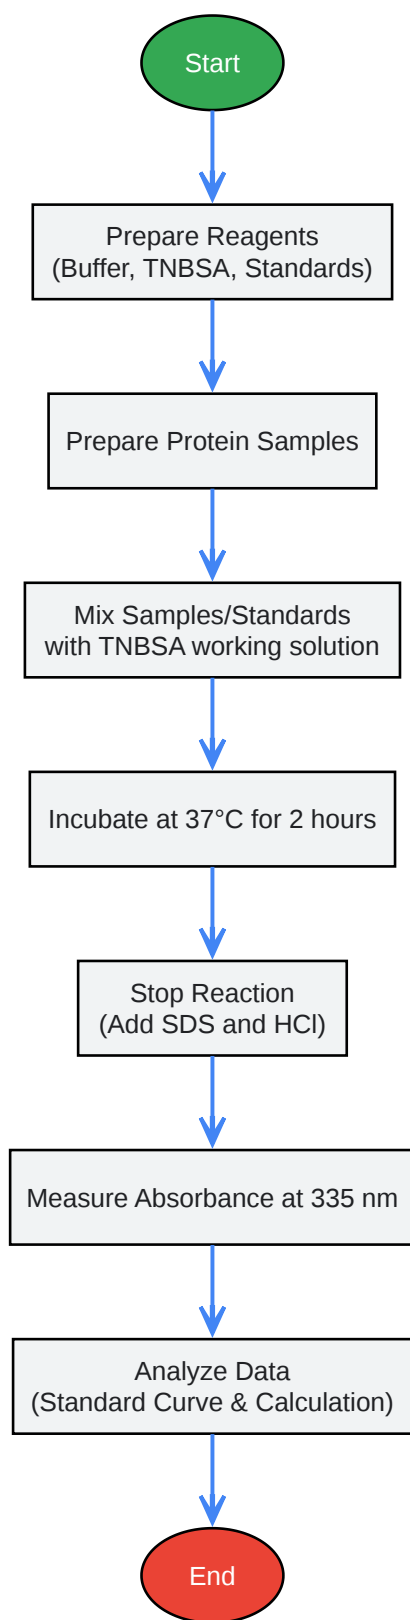 Start
Prepare Reagents
(Buffer, TNBSA, Standards)
Prepare Protein Samples
Mix Samples/Standards
with TNBSA working solution
Incubate at 37°C for 2 hours
Stop Reaction
(Add SDS and HCl)
Measure Absorbance at 335 nm
Analyze Data
(Standard Curve & Calculation)
End